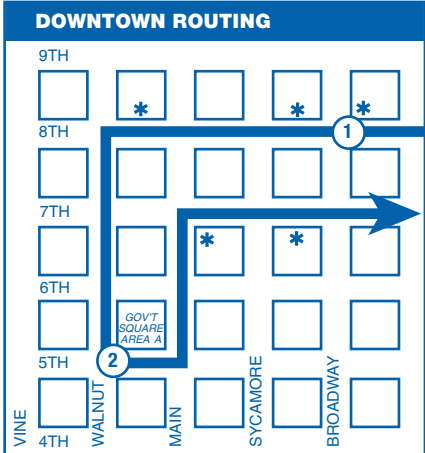 DOWNTOWN ROUTING
9TH
*
*
*
8TH
1
7TH
*
*
6TH
GOV'T
SQUARE
AREA A
5TH
2
VINE
WALNUT
MAIN
SYCAMORE
BROADWAY
4TH